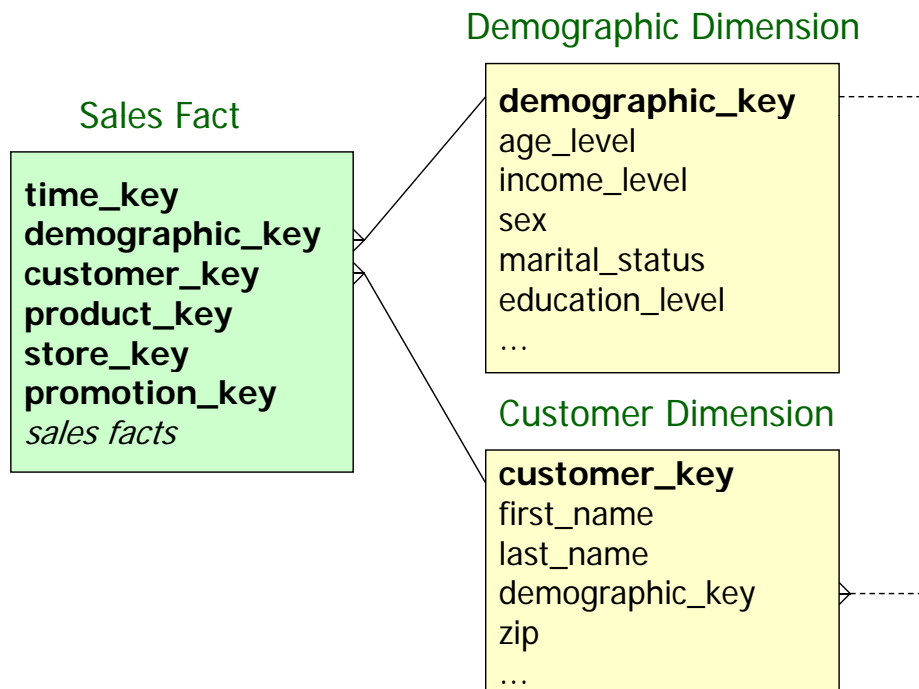 Demographic Dimension
demographic_key
age_level
income_level
sex
marital_status
education_level
…
Sales Fact
time_key
demographic_key
customer_key
product_key
store_key
promotion_key
sales facts
Customer Dimension
customer_key
first_name
last_name
demographic_key
zip
…